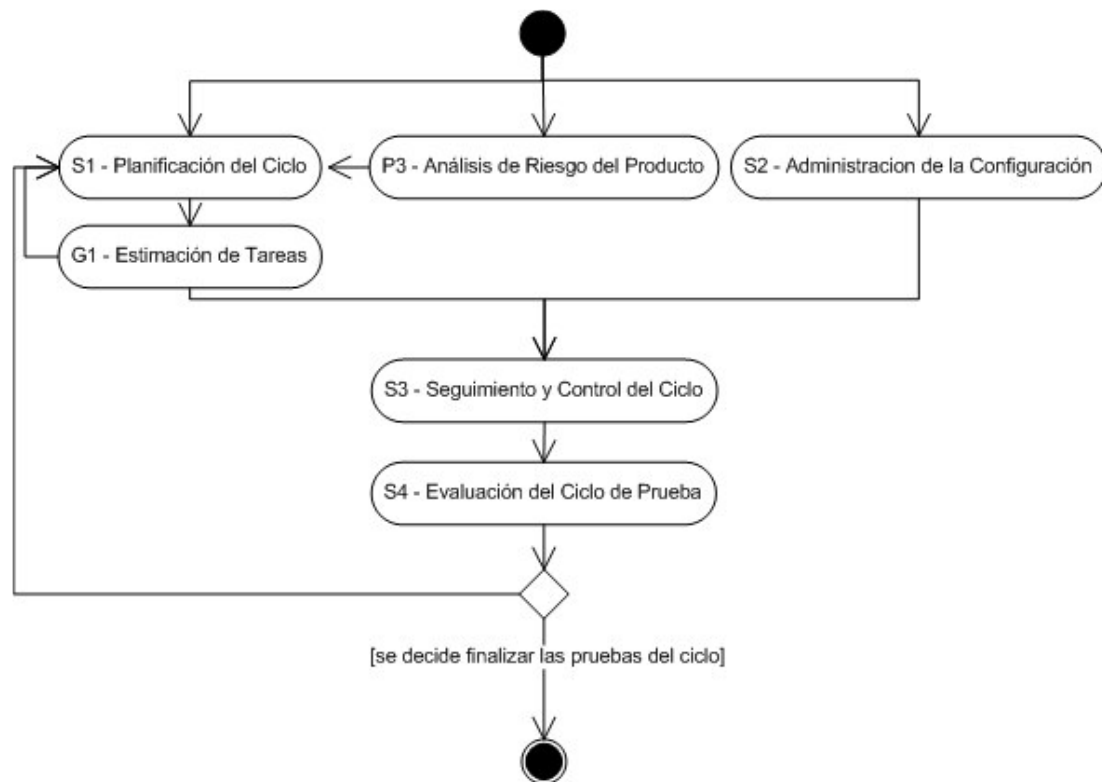 S1 - Planificación del Ciclo
P3 - Análisis de Riesgo del Producto
S2 - Administracion de la Configuración
G1 - Estimación de Tareas
S3 - Seguimiento y Control del Ciclo
S4 - Evaluación del Ciclo de Prueba
[se decide finalizar las pruebas del ciclo]